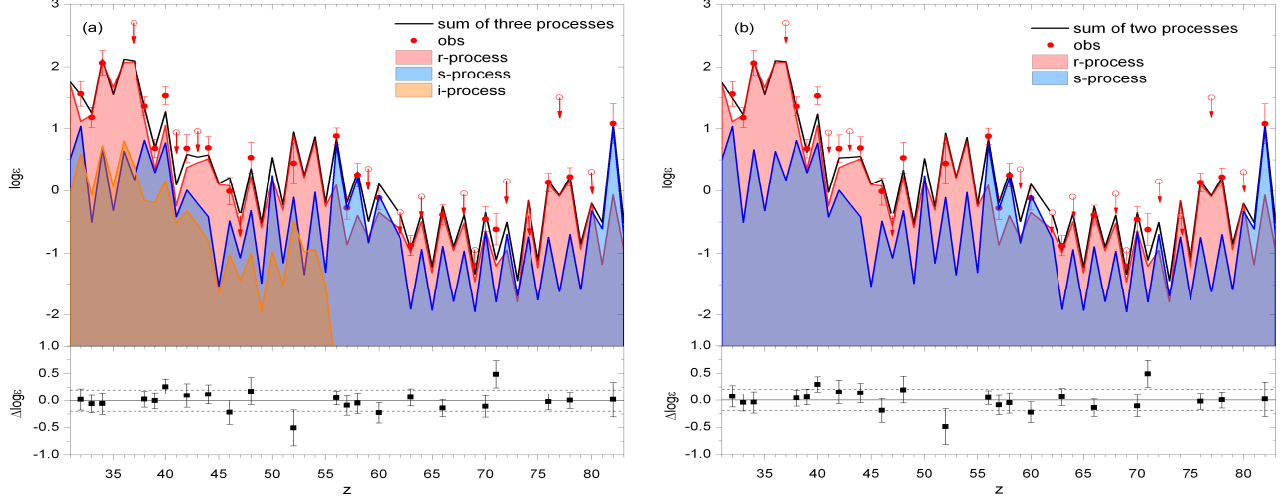 (a)
sum of three processes
obs
r-process
s-process
i-process
3
2
1
0
-1
-2
logε
1.0
0.5
0.0
-0.5
-1.0
Δlogε
35 40 45 50 55 60 65 70 75 80
z
(b)
sum of two processes
obs
r-process
s-process
3
2
1
0
-1
-2
logε
1.0
0.5
0.0
-0.5
-1.0
Δlogε
35 40 45 50 55 60 65 70 75 80
z